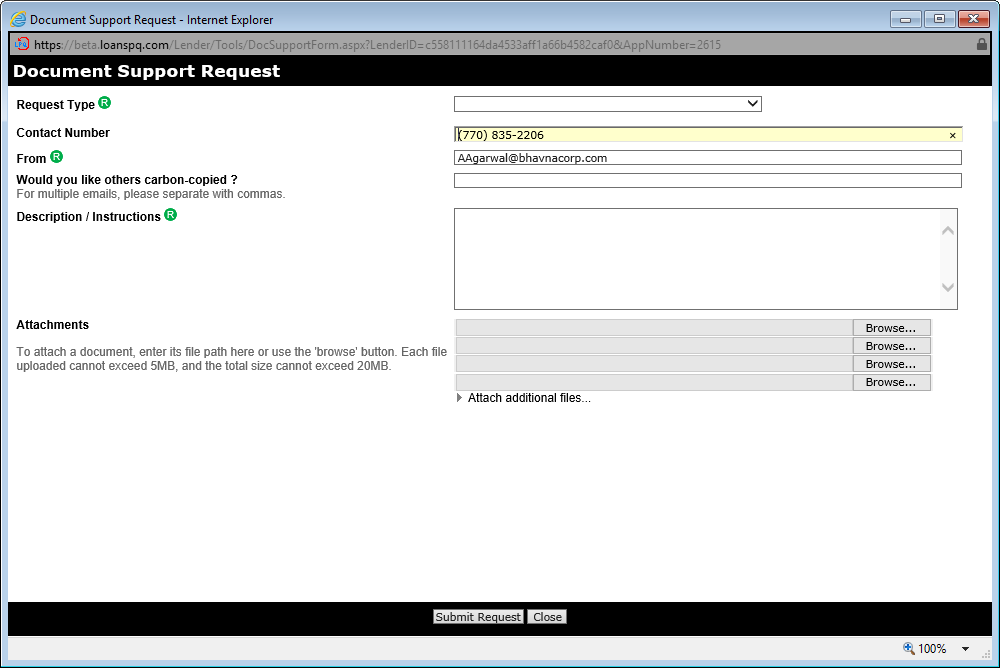 Document Support Request - Internet Explorer
https://beta.loanspq.com/Lender/Tools/DocSupportForm.aspx?LenderID=c558111164da4533aff1a66b4582caf0&AppNumber=2615
Document Support Request
Request Type R
Contact Number (770) 835-2206 ×
From R AAgarwal@bhavnacorp.com
Would you like others carbon-copied ?
For multiple emails, please separate with commas.
Description / Instructions R
Attachments Browse...
Browse...
To attach a document, enter its file path here or use the 'browse' button. Each file
uploaded cannot exceed 5MB, and the total size cannot exceed 20MB. Browse...
Browse...
Attach additional files...
Submit Request Close
100%